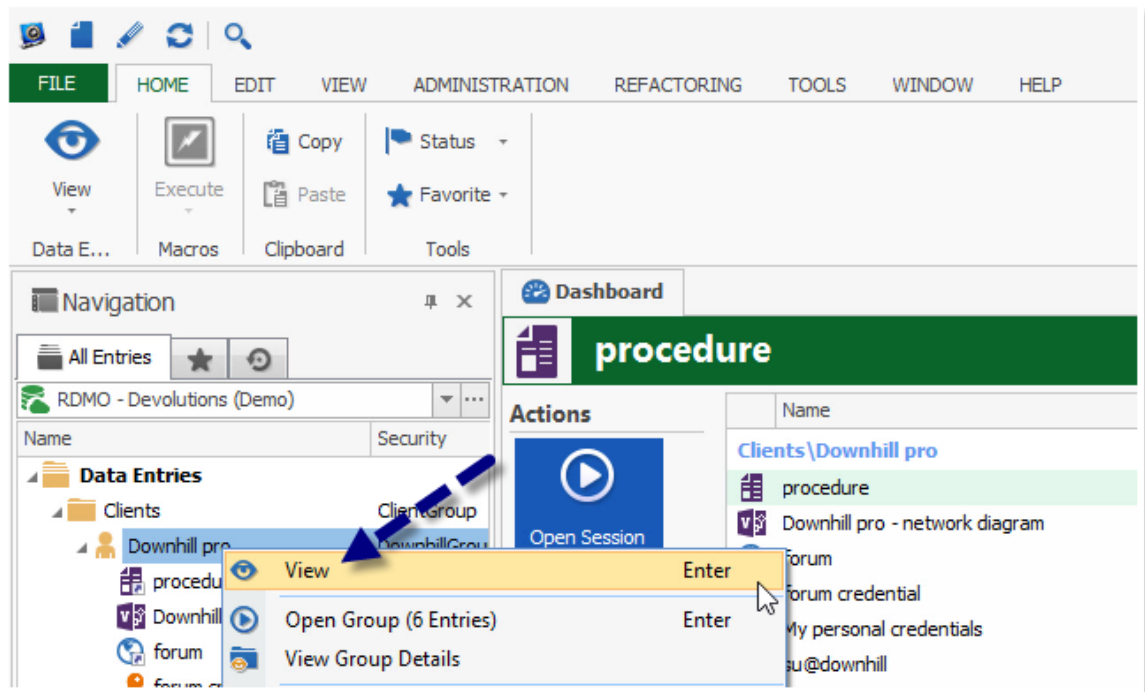 FILE HOME EDIT VIEW ADMINISTRATION REFACTORING TOOLS WINDOW HELP
View Execute Copy Status
Paste Favorite
Data E... Macros Clipboard Tools
Navigation
All Entries
RDMO - Devolutions (Demo)
Name Security
Data Entries
Clients ClientGroup
Downhill pro DownhillGrou
procedu
Downhill
forum
Dashboard
procedure
Actions
Open Session
Name
Clients\Downhill pro
procedure
Downhill pro - network diagram
forum
forum credential
My personal credentials
su@downhill
View Enter
Open Group (6 Entries) Enter
View Group Details